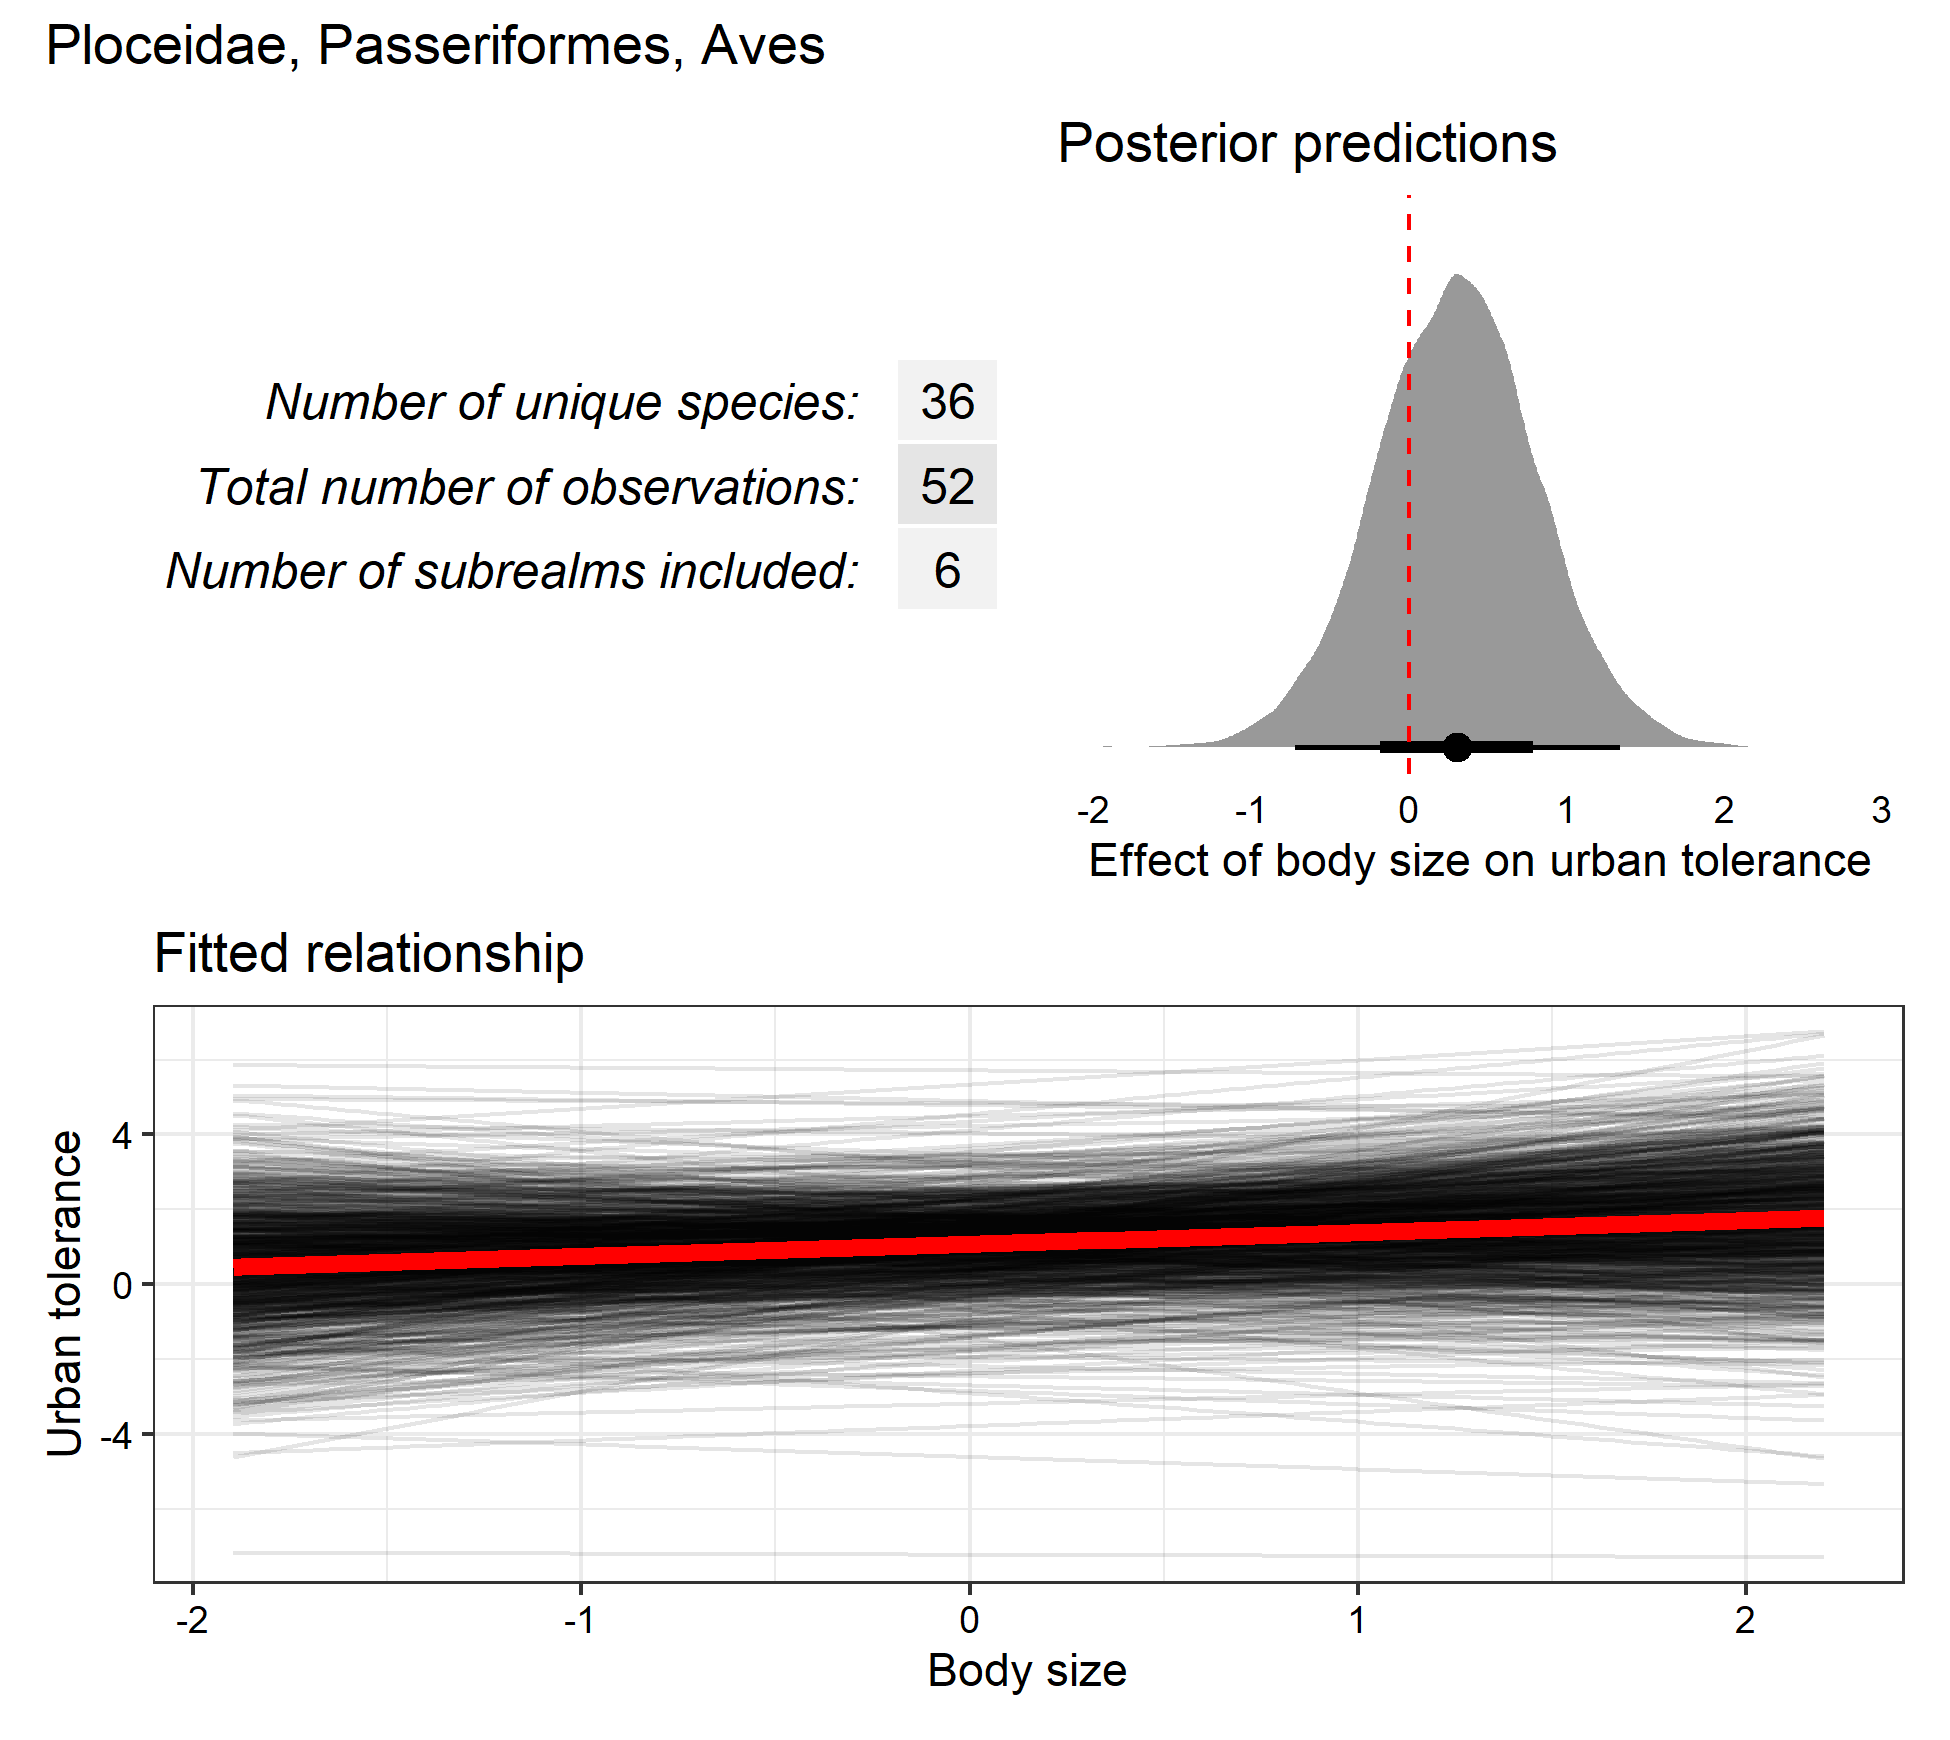 Ploceidae, Passeriformes, Aves
Posterior predictions
Number of unique species: 36
Total number of observations: 52
Number of subrealms included: 6
-2 -1 0 1 2 3
Effect of body size on urban tolerance
Fitted relationship
Urban tolerance
4
0
-4
-2 -1 0 1 2
Body size